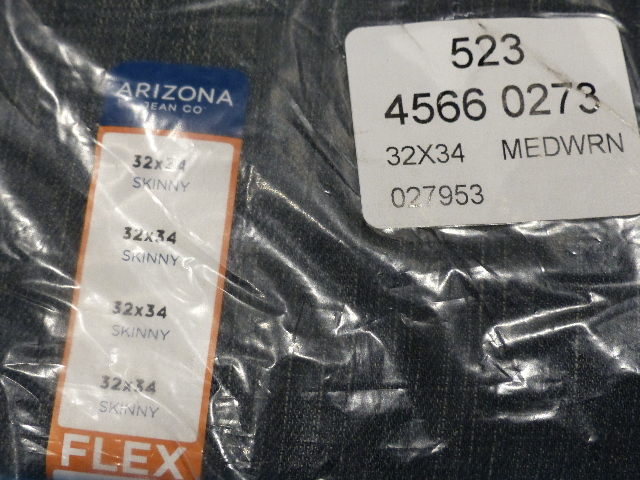 ARIZONA
JEAN CO
32x34
SKINNY
32x34
SKINNY
32x34
SKINNY
32x34
SKINNY
FLEX
523
4566 0273
32X34 MEDWRN
027953